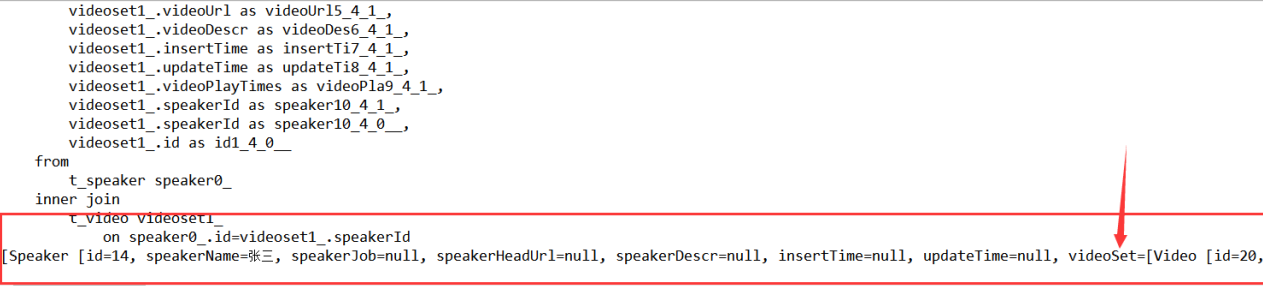 videoset1_.videoUrl as videoUrl5_4_1_,
videoset1_.videoDescr as videoDes6_4_1_,
videoset1_.insertTime as insertTi7_4_1_,
videoset1_.updateTime as updateTi8_4_1_,
videoset1_.videoPlayTimes as videoPla9_4_1_,
videoset1_.speakerId as speaker10_4_1_,
videoset1_.speakerId as speaker10_4_0__,
videoset1_.id as id1_4_0__
from
t_speaker speaker0_
inner join
t_video videoset1_
on speaker0_.id=videoset1_.speakerId
[Speaker [id=14, speakerName=张三, speakerJob=null, speakerHeadUrl=null, speakerDescr=null, insertTime=null, updateTime=null, videoSet=[Video [id=20,